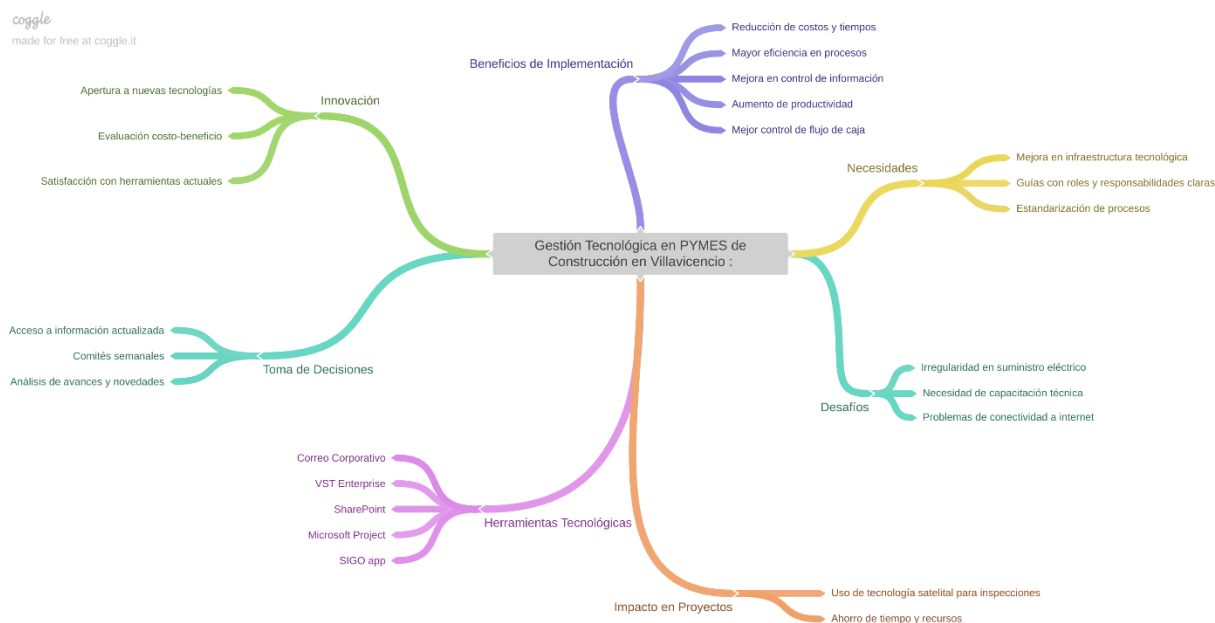 coggle
made for free at coggle.it
Gestión Tecnológica en PYMES de
Construcción en Villavicencio :
Beneficios de Implementación
Reducción de costos y tiempos
Mayor eficiencia en procesos
Mejora en control de información
Aumento de productividad
Mejor control de flujo de caja
Necesidades
Mejora en infraestructura tecnológica
Guías con roles y responsabilidades claras
Estandarización de procesos
Desafíos
Irregularidad en suministro eléctrico
Necesidad de capacitación técnica
Problemas de conectividad a internet
Impacto en Proyectos
Uso de tecnología satelital para inspecciones
Ahorro de tiempo y recursos
Herramientas Tecnológicas
Correo Corporativo
VST Enterprise
SharePoint
Microsoft Project
SIGO app
Toma de Decisiones
Acceso a información actualizada
Comités semanales
Análisis de avances y novedades
Innovación
Apertura a nuevas tecnologías
Evaluación costo-beneficio
Satisfacción con herramientas actuales